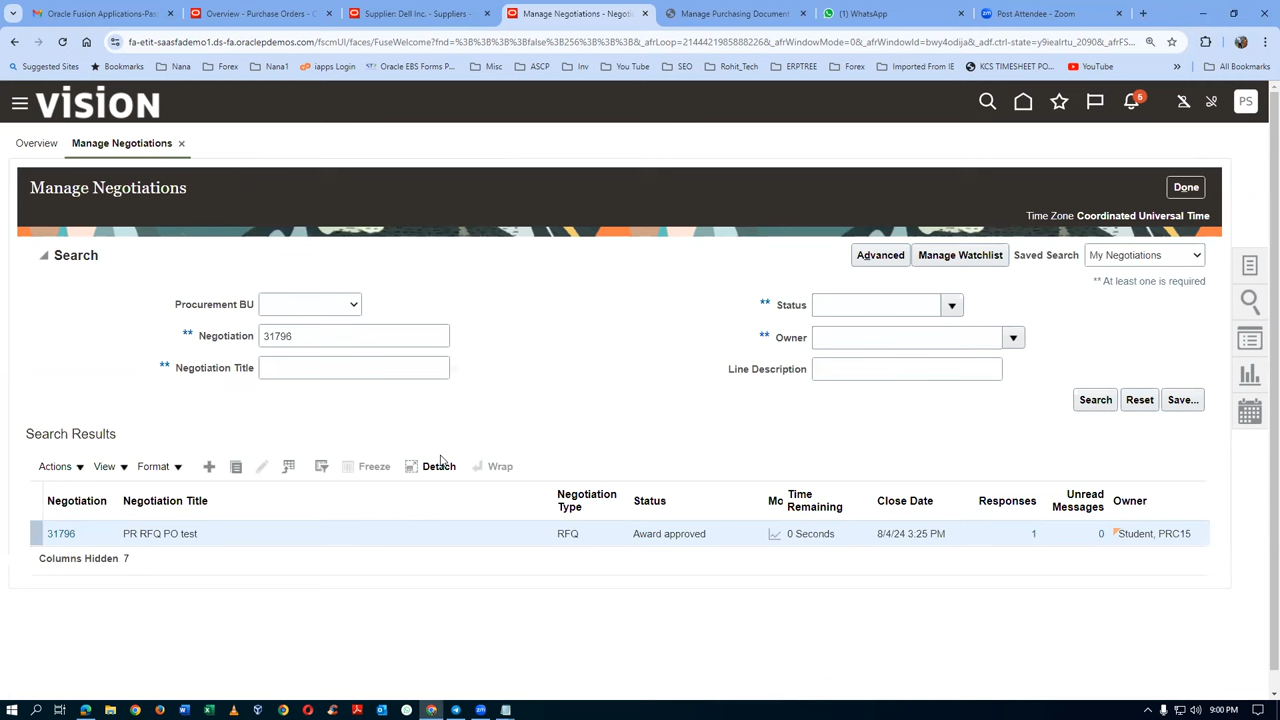 Oracle Fusion Applications-Pas
Overview - Purchase Orders - C
Supplier: Dell Inc. - Suppliers -
Manage Negotiations - Negoti
Manage Purchasing Document
(1) WhatsApp
Post Attendee - Zoom
fa-etit-saasfademo1.ds-fa.oraclepdemos.com/fscmUI/faces/FuseWelcome?fnd=%3B%3B%3B%3Bfalse%3B256%3B%3B%3B&_afrLoop=2144421985888226&_afrWindowMode=0&_afrWindowId=bwy4odija&_adf.ctrl-state=y9iealrtu_2090&_afrFS...
Suggested Sites
Bookmarks
Nana
Forex
Nana1
iapps Login
Oracle EBS Forms P...
Misc
ASCP
Inv
You Tube
SEO
Rohit_Tech
ERPTREE
Forex
Imported From IE
KCS TIMESHEET PO...
YouTube
»
All Bookmarks
VISION
5
PS
Overview
Manage Negotiations
Manage Negotiations
Done
Time Zone Coordinated Universal Time
Search
Advanced
Manage Watchlist
Saved Search
My Negotiations
** At least one is required
Procurement BU
** Status
** Negotiation 31796
** Owner
** Negotiation Title
Line Description
Search
Reset
Save...
Search Results
Actions
View
Format
Freeze
Detach
Wrap
Negotiation
Negotiation Title
Negotiation Type
Status
Mo
Time Remaining
Close Date
Responses
Unread Messages
Owner
31796
PR RFQ PO test
RFQ
Award approved
0 Seconds
8/4/24 3:25 PM
1
0
Student, PRC15
Columns Hidden 7
9:00 PM